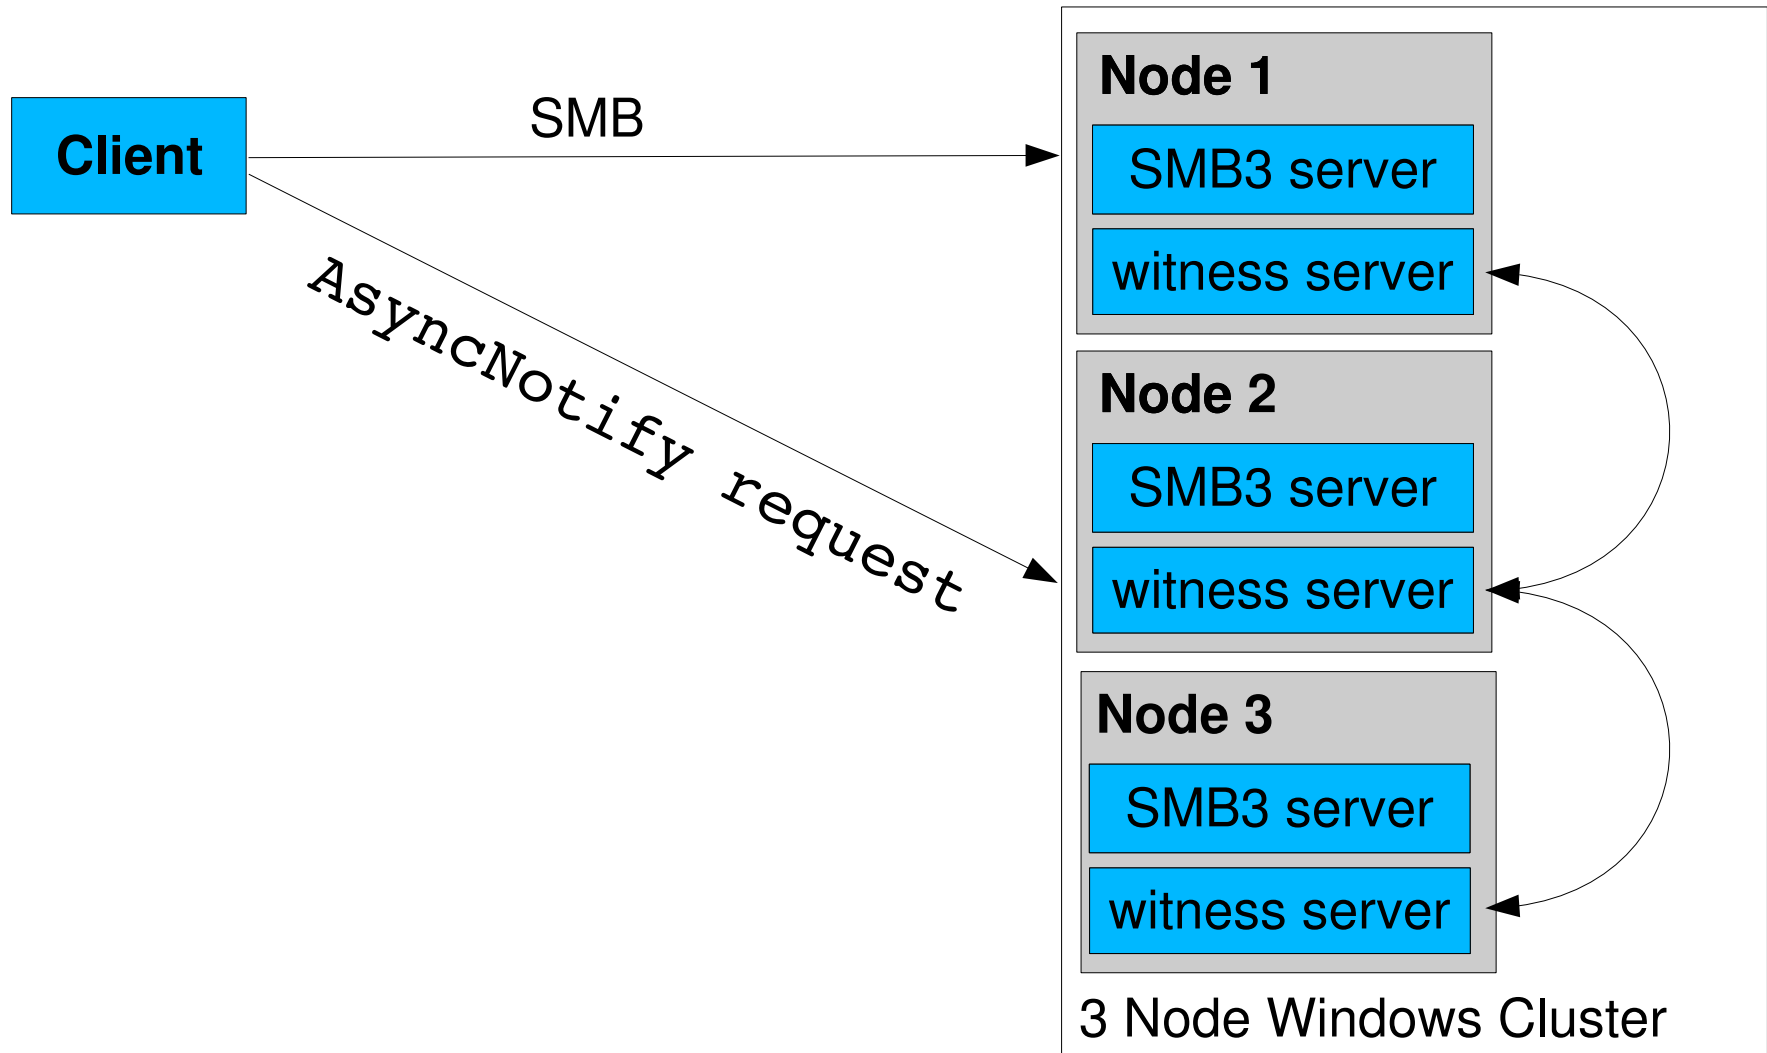 Client
SMB
AsyncNotify request
Node 1
SMB3 server
witness server
Node 2
SMB3 server
witness server
Node 3
SMB3 server
witness server
3 Node Windows Cluster